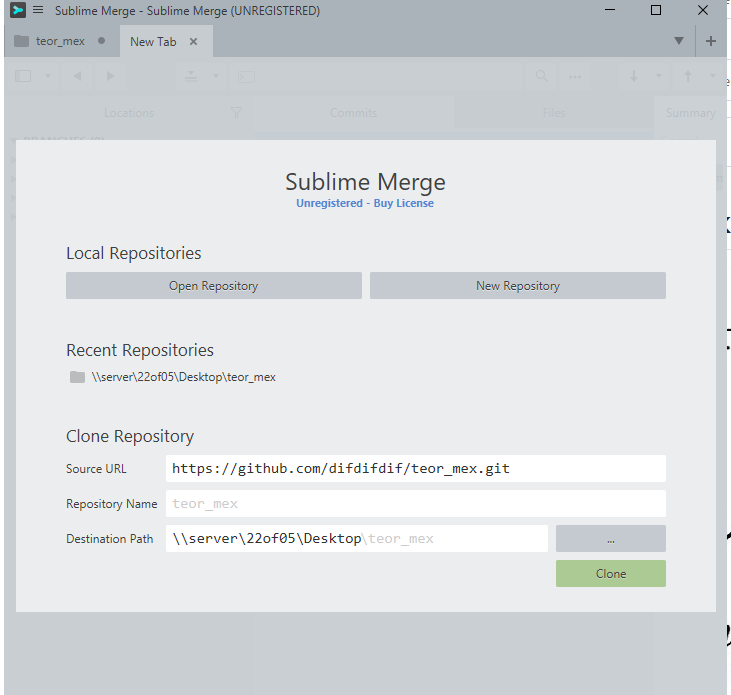 Sublime Merge - Sublime Merge (UNREGISTERED)
teor_mex
New Tab
Locations
Commits
Files
Summary
Sublime Merge
Unregistered - Buy License
Local Repositories
Open Repository
New Repository
Recent Repositories
\\server\22of05\Desktop\teor_mex
Clone Repository
Source URL
https://github.com/difdifdif/teor_mex.git
Repository Name
teor_mex
Destination Path
\\server\22of05\Desktop\teor_mex
...
Clone